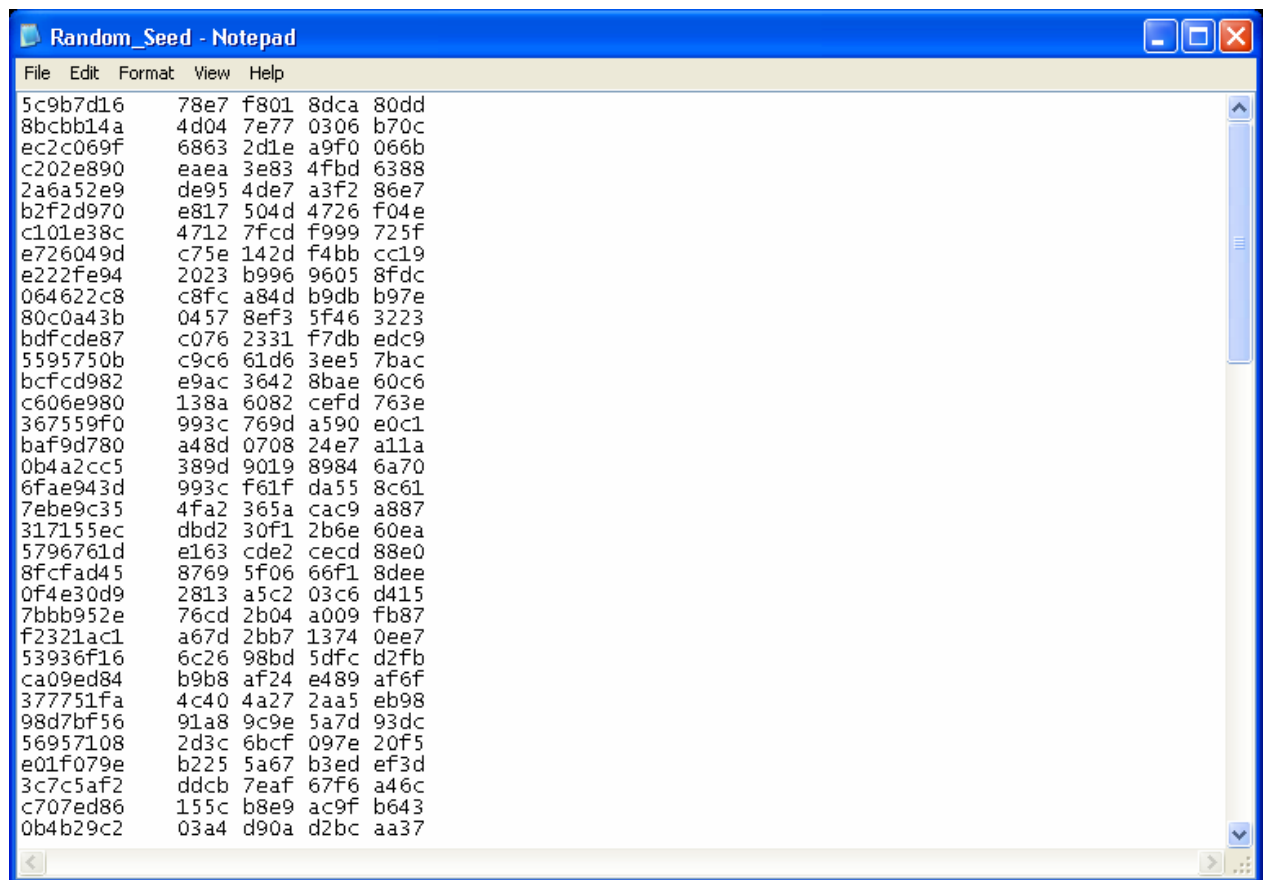 Random_Seed - Notepad
File Edit Format View Help
5c9b7d16 78e7 f801 8dca 80dd
8bcbb14a 4d04 7e77 0306 b70c
ec2c069f 6863 2d1e a9f0 066b
c202e890 eaea 3e83 4fbd 6388
2a6a52e9 de95 4de7 a3f2 86e7
b2f2d970 e817 504d 4726 f04e
c101e38c 4712 7fcd f999 725f
e726049d c75e 142d f4bb cc19
e222fe94 2023 b996 9605 8fdc
064622c8 c8fc a84d b9db b97e
80c0a43b 0457 8ef3 5f46 3223
bdfcde87 c076 2331 f7db edc9
5595750b c9c6 61d6 3ee5 7bac
bcfcd982 e9ac 3642 8bae 60c6
c606e980 138a 6082 cefd 763e
367559f0 993c 769d a590 e0c1
baf9d780 a48d 0708 24e7 a11a
0b4a2cc5 389d 9019 8984 6a70
6fae943d 993c f61f da55 8c61
7ebe9c35 4fa2 365a cac9 a887
317155ec dbd2 30f1 2b6e 60ea
5796761d e163 cde2 cecd 88e0
8fcfad45 8769 5f06 66f1 8dee
0f4e30d9 2813 a5c2 03c6 d415
7bbb952e 76cd 2b04 a009 fb87
f2321ac1 a67d 2bb7 1374 0ee7
53936f16 6c26 98bd 5dfc d2fb
ca09ed84 b9b8 af24 e489 af6f
377751fa 4c40 4a27 2aa5 eb98
98d7bf56 91a8 9c9e 5a7d 93dc
56957108 2d3c 6bcf 097e 20f5
e01f079e b225 5a67 b3ed ef3d
3c7c5af2 ddcb 7eaf 67f6 a46c
c707ed86 155c b8e9 ac9f b643
0b4b29c2 03a4 d90a d2bc aa37